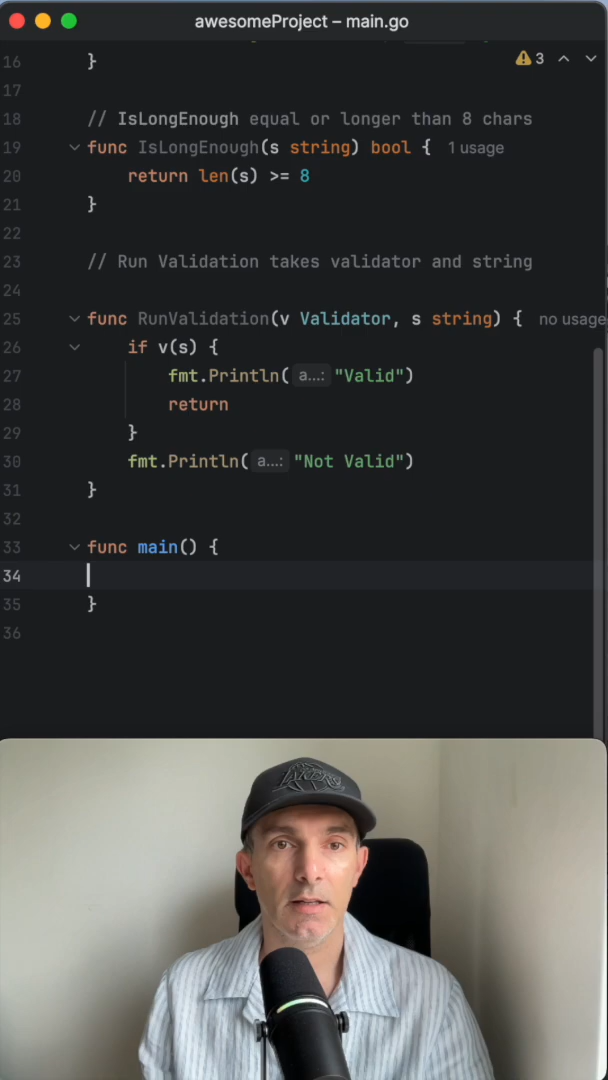 awesomeProject – main.go
16 }
3
17
18 // IsLongEnough equal or longer than 8 chars
19 func IsLongEnough(s string) bool { 1 usage
20 return len(s) >= 8
21 }
22
23 // Run Validation takes validator and string
24
25 func RunValidation(v Validator, s string) { no usage
26 if v(s) {
27 fmt.Println( a...: "Valid")
28 return
29 }
30 fmt.Println( a...: "Not Valid")
31 }
32
33 func main() {
34
35 }
36
LAKERS